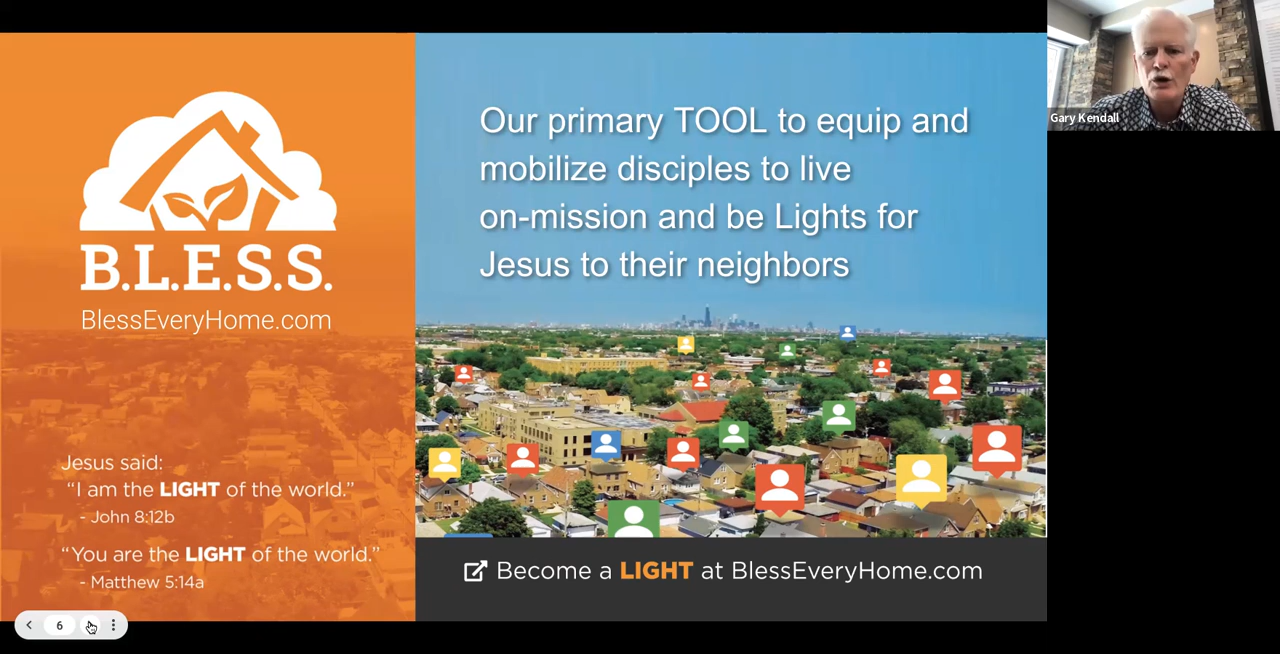 B.L.E.S.S.
BlessEveryHome.com
Jesus said:
“I am the LIGHT of the world.”
- John 8:12b
“You are the LIGHT of the world.”
- Matthew 5:14a
6
Our primary TOOL to equip and
mobilize disciples to live
on-mission and be Lights for
Jesus to their neighbors
Become a LIGHT at BlessEveryHome.com
Gary Kendall